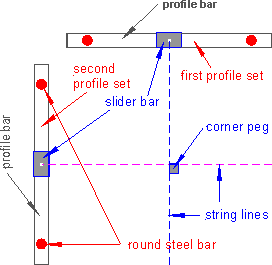 profile bar
second
profile set
first profile set
slider bar
corner peg
profile bar
string lines
round steel bar